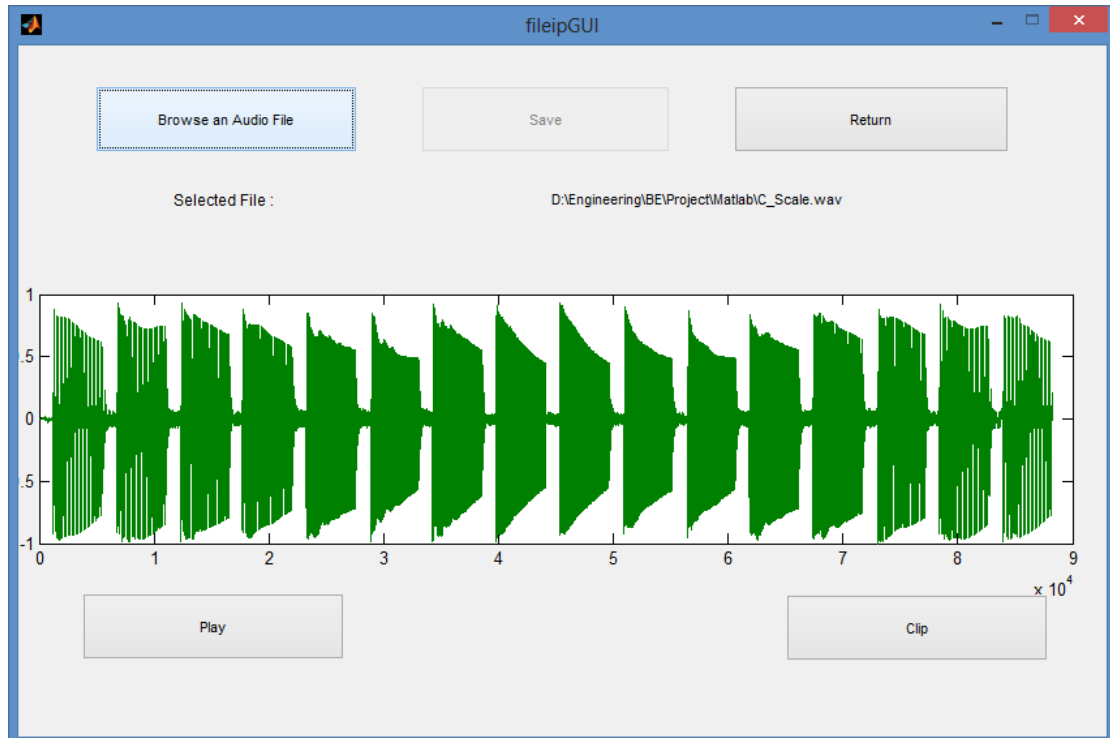 fileipGUI
Browse an Audio File Save Return
Selected File : D:\Engineering\BE\Project\Matlab\C_Scale.wav
1
.5
0
.5
-1
0 1 2 3 4 5 6 7 8 9
x 10^4
Play Clip